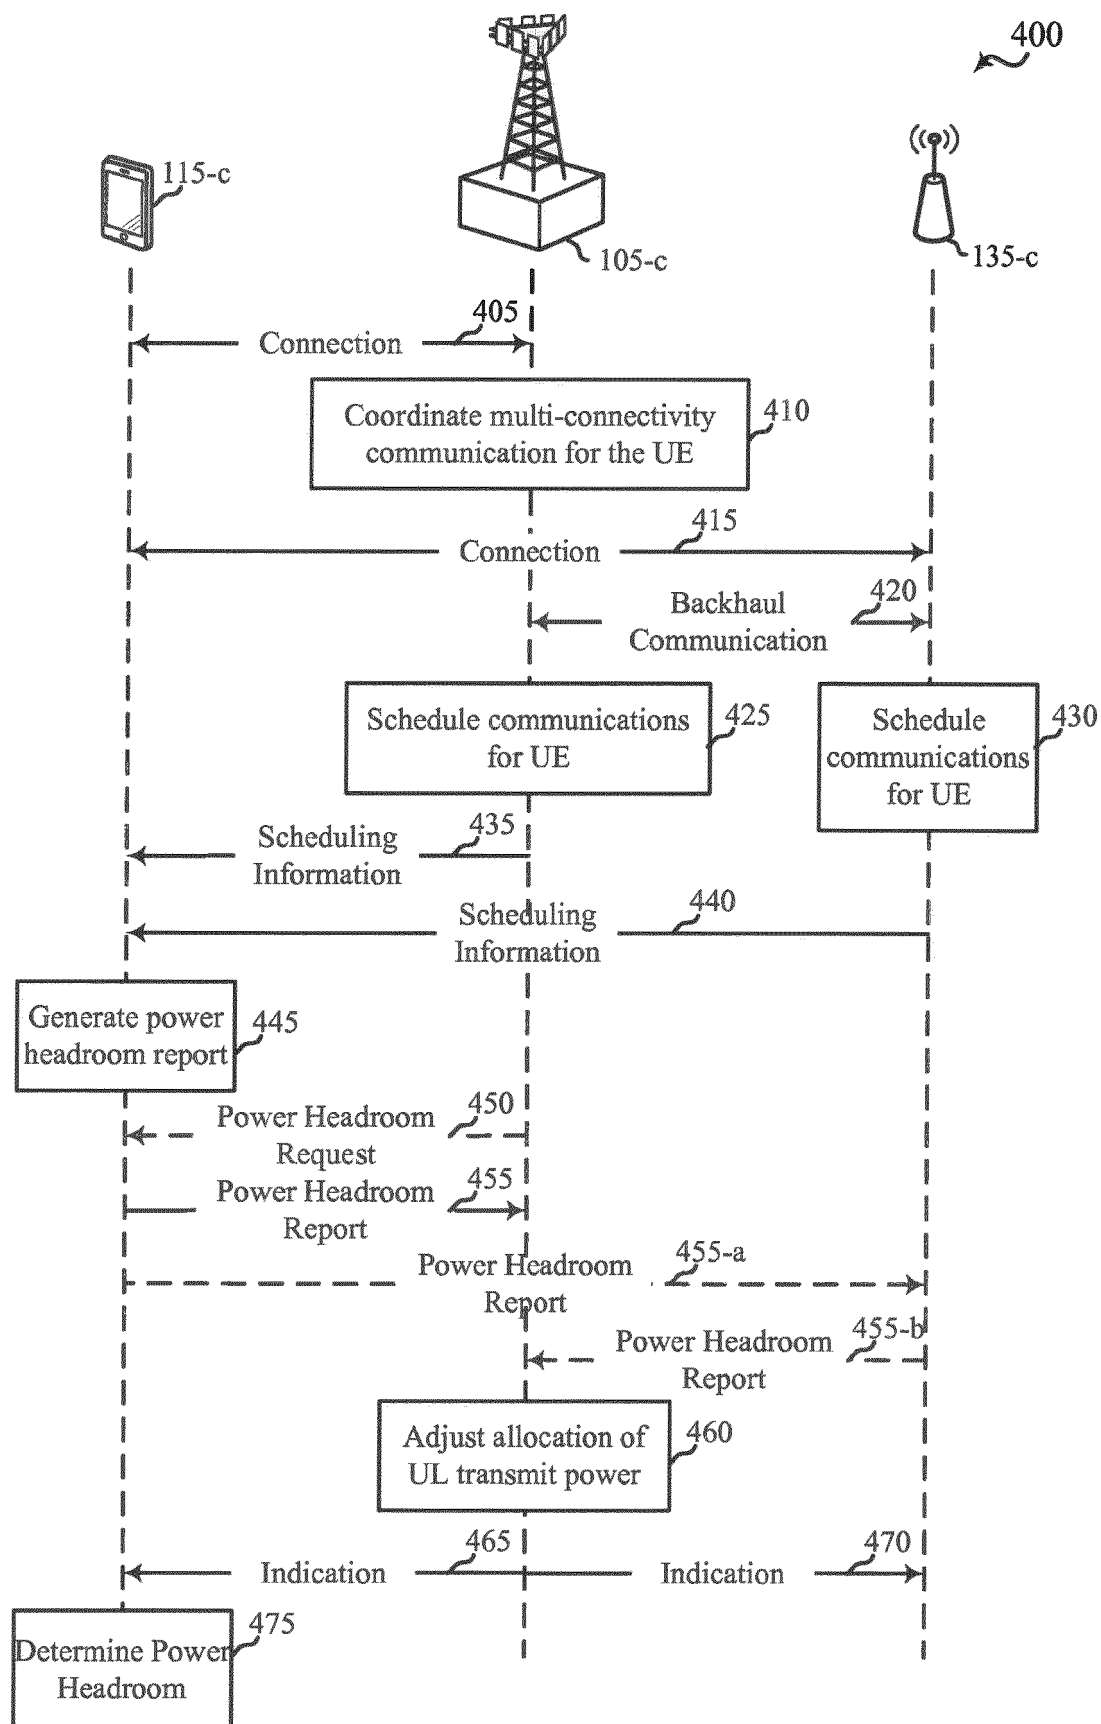 400
115-c
105-c
135-c
405
Connection
Coordinate multi-connectivity
communication for the UE
410
415
Connection
420
Backhaul
Communication
Schedule communications
for UE
425
Schedule
communications
for UE
430
435
Scheduling
Information
440
Scheduling
Information
Generate power
headroom report
445
450
Power Headroom
Request
455
Power Headroom
Report
455-a
Power Headroom
Report
455-b
Power Headroom
Report
Adjust allocation of
UL transmit power
460
465
Indication
470
Indication
475
Determine Power
Headroom